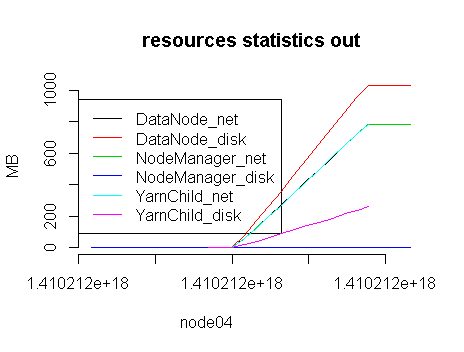 resources statistics out
1000
600
200
0
MB
DataNode_net
DataNode_disk
NodeManager_net
NodeManager_disk
YarnChild_net
YarnChild_disk
1.410212e+18 1.410212e+18 1.410212e+18
node04